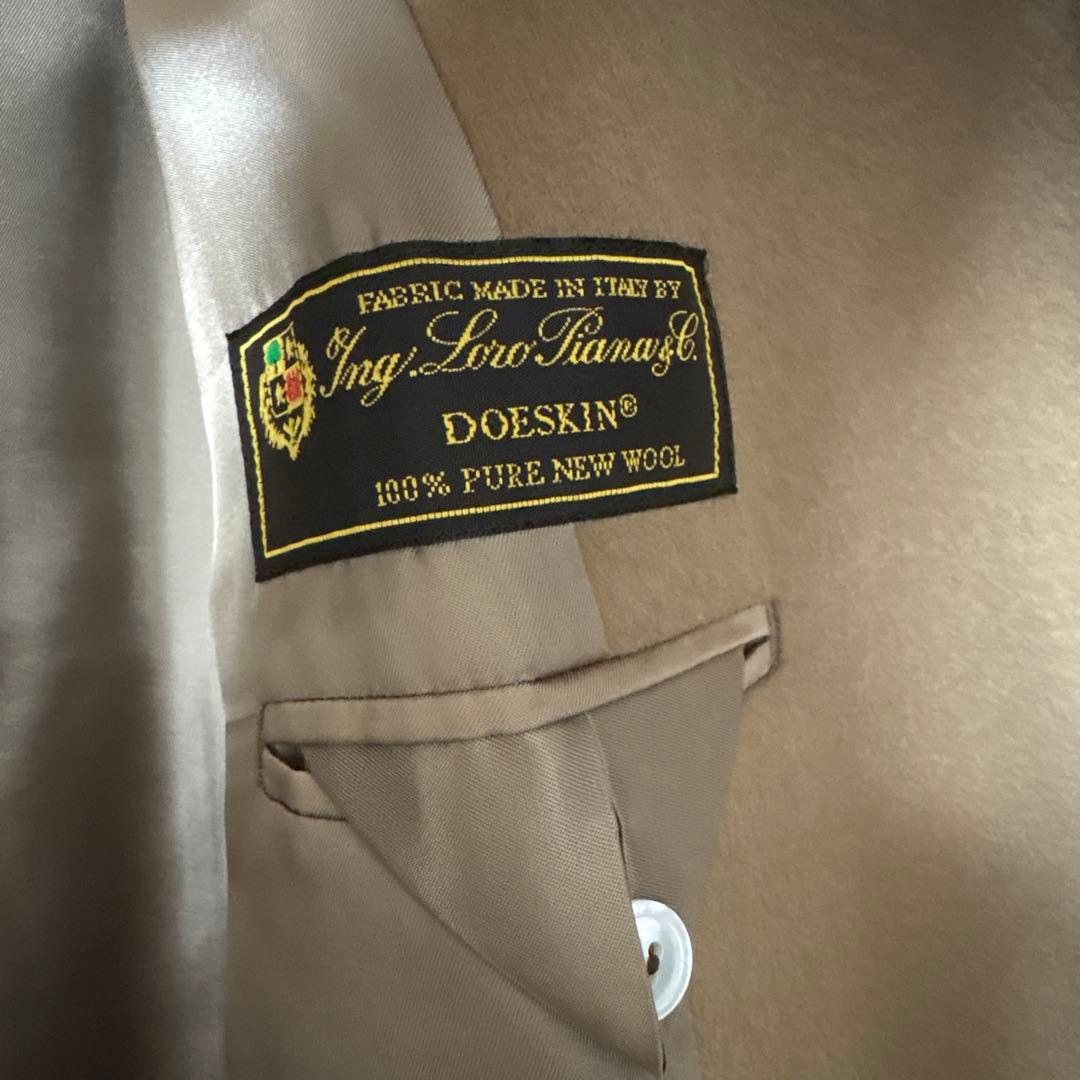 FABRIC MADE IN ITALY BY
Ing. Loro Piana & C.
DOESKIN®
100% PURE NEW WOOL